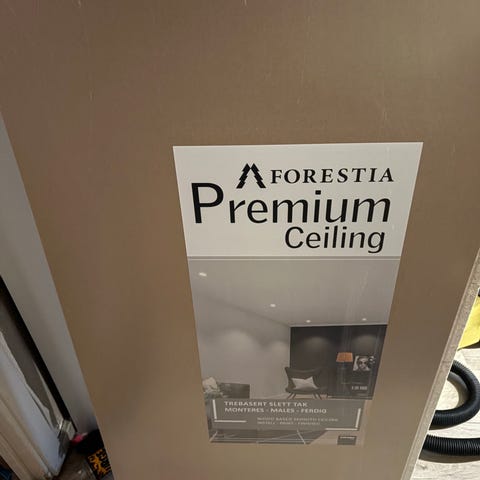 FORESTIA
Premium
Ceiling
TREBASERT SLETT TAK
MONTERES - MALES - FERDIG
WOOD BASED SMOOTH CEILING
INSTALL - PAINT - FINISHED